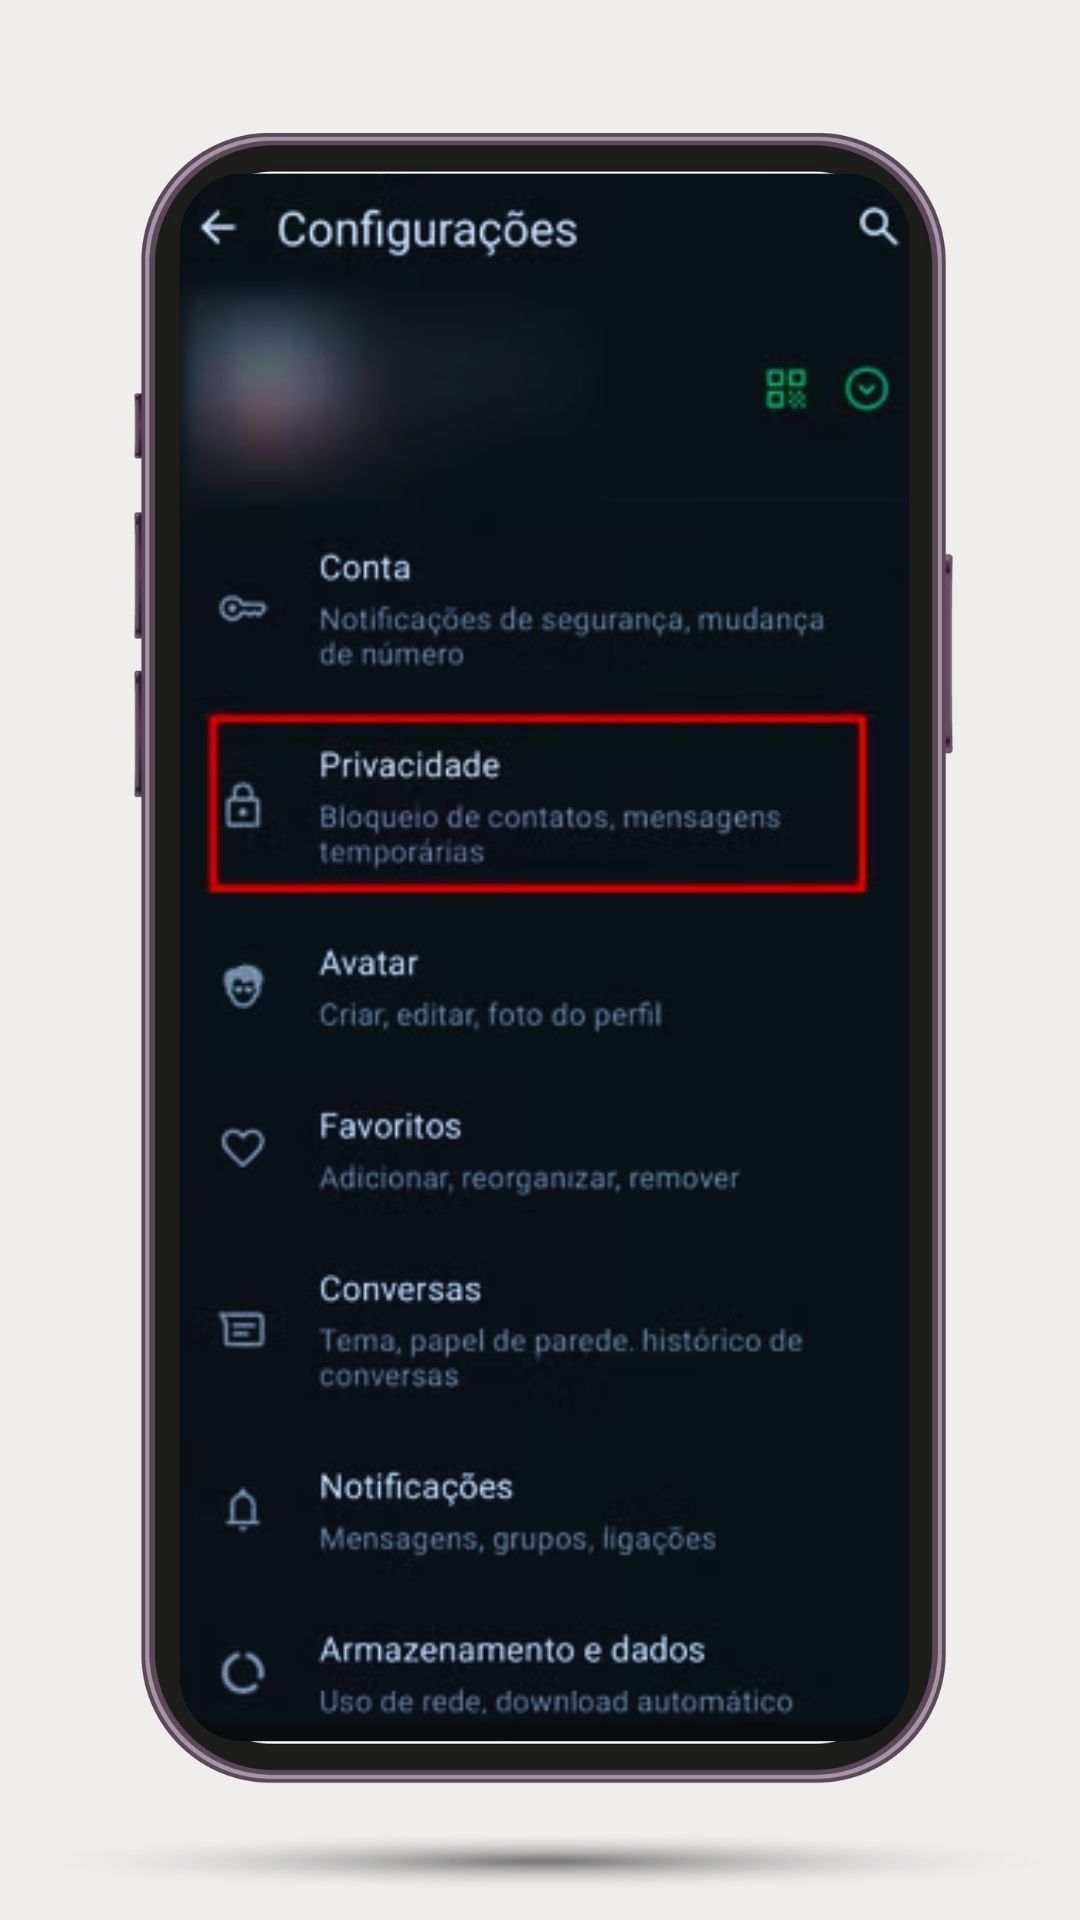 Configurações
Conta
Notificações de segurança, mudança
de número
Privacidade
Bloqueio de contatos, mensagens
temporárias
Avatar
Criar, editar, foto do perfil
Favoritos
Adicionar, reorganizar, remover
Conversas
Tema, papel de parede. histórico de
conversas
Notificações
Mensagens, grupos, ligações
Armazenamento e dados
Uso de rede, download automático